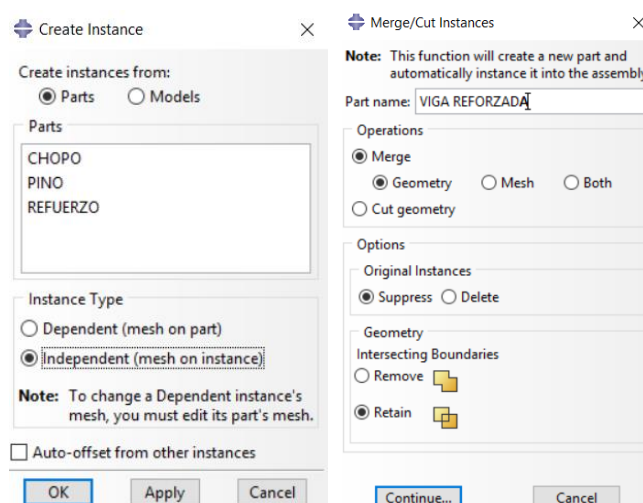 Create Instance
Create instances from:
Parts Models
Parts
CHOPO
PINO
REFUERZO
Instance Type
Dependent (mesh on part)
Independent (mesh on instance)
Note: To change a Dependent instance's
mesh, you must edit its part's mesh.
Auto-offset from other instances
OK Apply Cancel
Merge/Cut Instances
Note: This function will create a new part and
automatically instance it into the assembly
Part name: VIGA REFORZADA
Operations
Merge
Geometry Mesh Both
Cut geometry
Options
Original Instances
Suppress Delete
Geometry
Intersecting Boundaries
Remove
Retain
Continue... Cancel